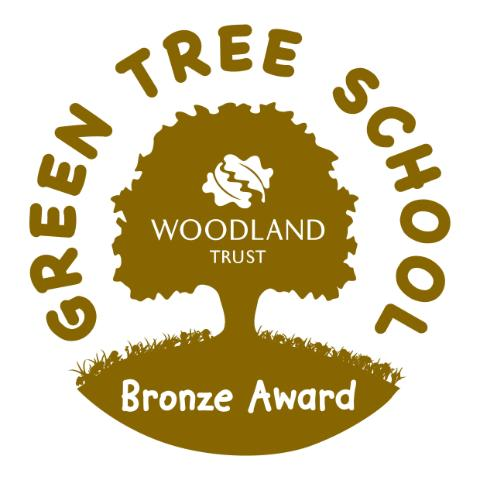 GREEN TREE SCHOOL
WOODLAND
TRUST
Bronze Award